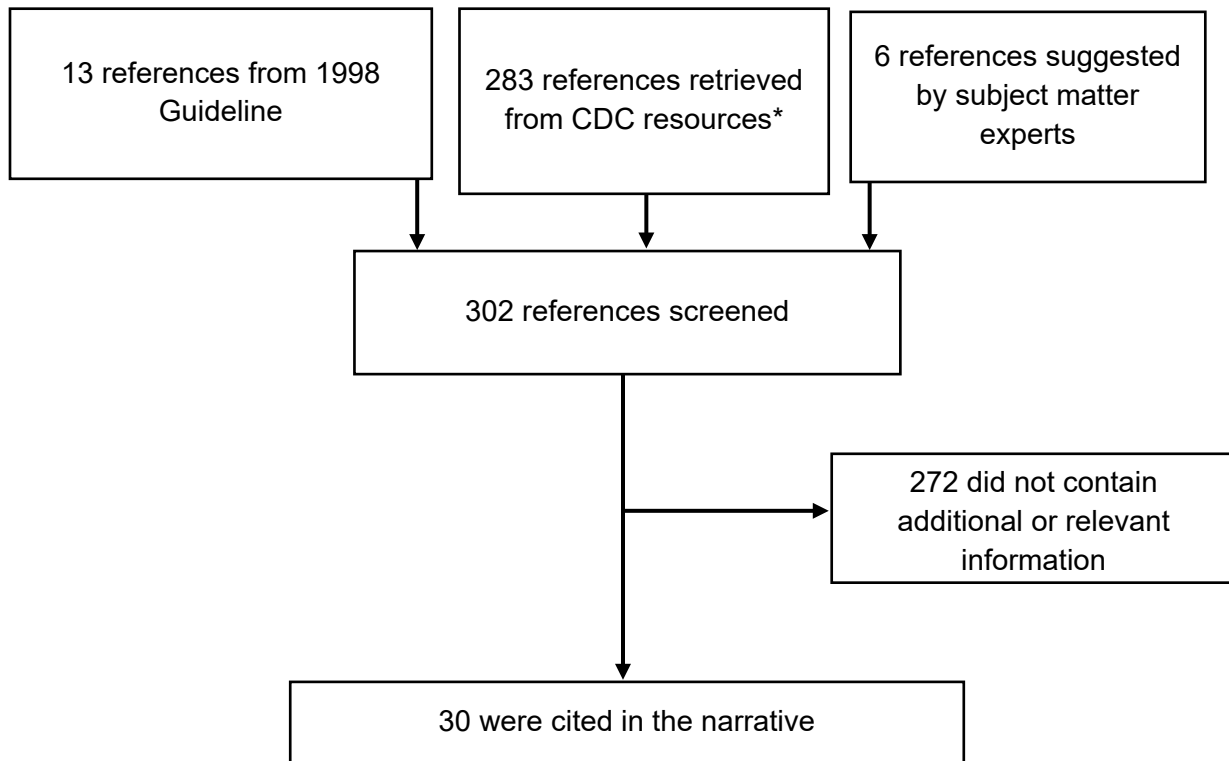 13 references from 1998
Guideline
283 references retrieved
from CDC resources*
6 references suggested
by subject matter
experts
302 references screened
272 did not contain
additional or relevant
information
30 were cited in the narrative